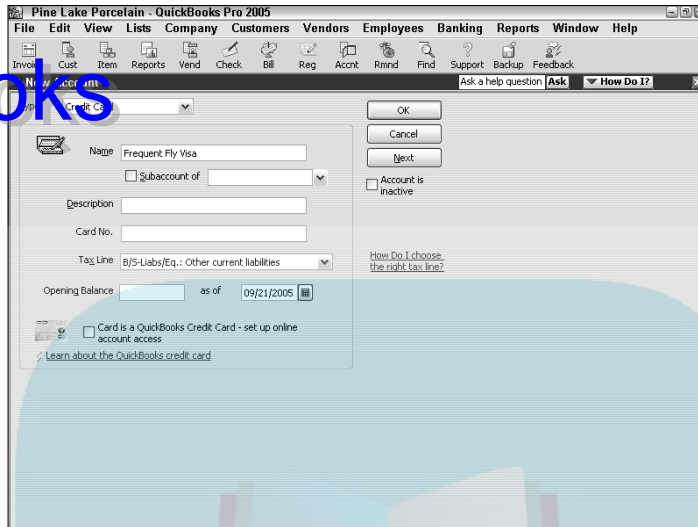 Pine Lake Porcelain - QuickBooks Pro 2005
File Edit View Lists Company Customers Vendors Employees Banking Reports Window Help
Cust Item Reports Vend Cash Check Bill Reg Accnt Rmnd Find Support Backup Feedback
oks
Ask a help question Ask How Do I?
Credit Card
OK
Cancel
Name Frequent Fly Visa
Next
Subaccount of
Account is
inactive
Description
Card No.
Tax Line B/S-Liabs/Eq.: Other current liabilities
How Do I choose
the right tax line?
Opening Balance as of 09/21/2005
Card is a QuickBooks Credit Card - set up online
account access
Learn about the QuickBooks credit card